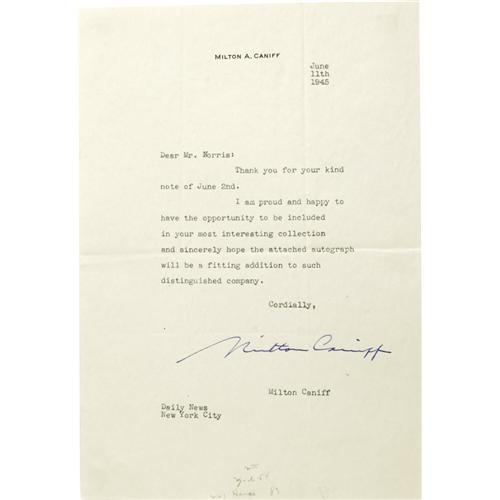 MILTON A. CANIFF
June
11th
1945
Dear Mr. Norris:
Thank you for your kind
note of June 2nd.
I am proud and happy to
have the opportunity to be included
in your most interesting collection
and sincerely hope the attached autograph
will be a fitting addition to such
distinguished company.
Cordially,
Milton Caniff
Milton Caniff
Daily News
New York City